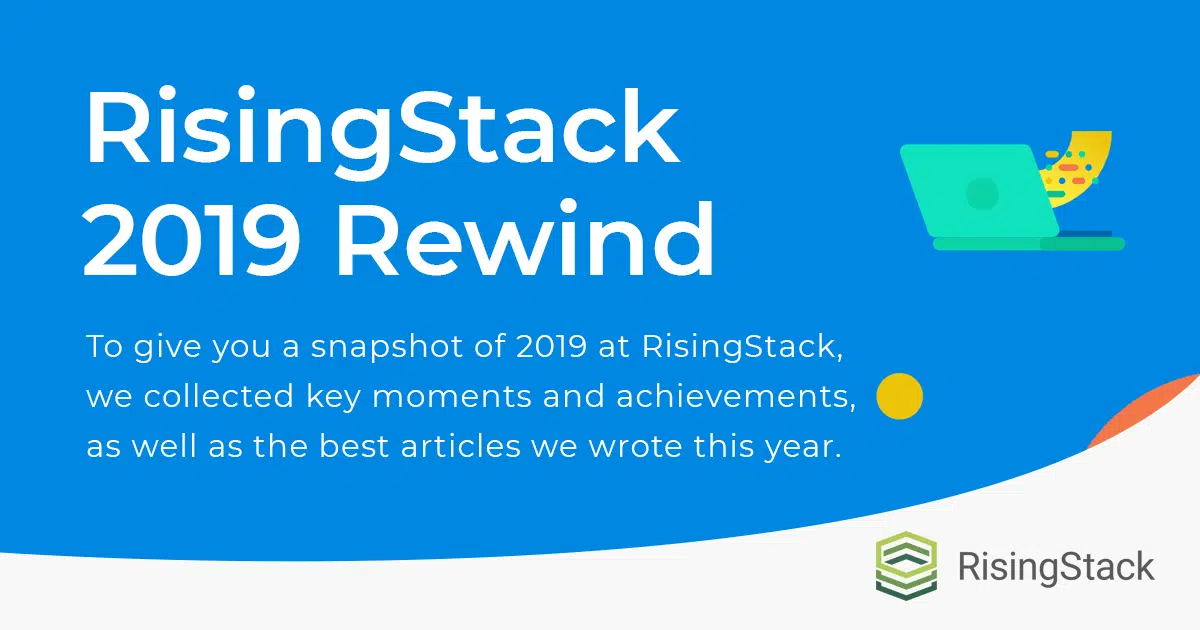 RisingStack
2019 Rewind
To give you a snapshot of 2019 at RisingStack,
we collected key moments and achievements,
as well as the best articles we wrote this year.
RisingStack